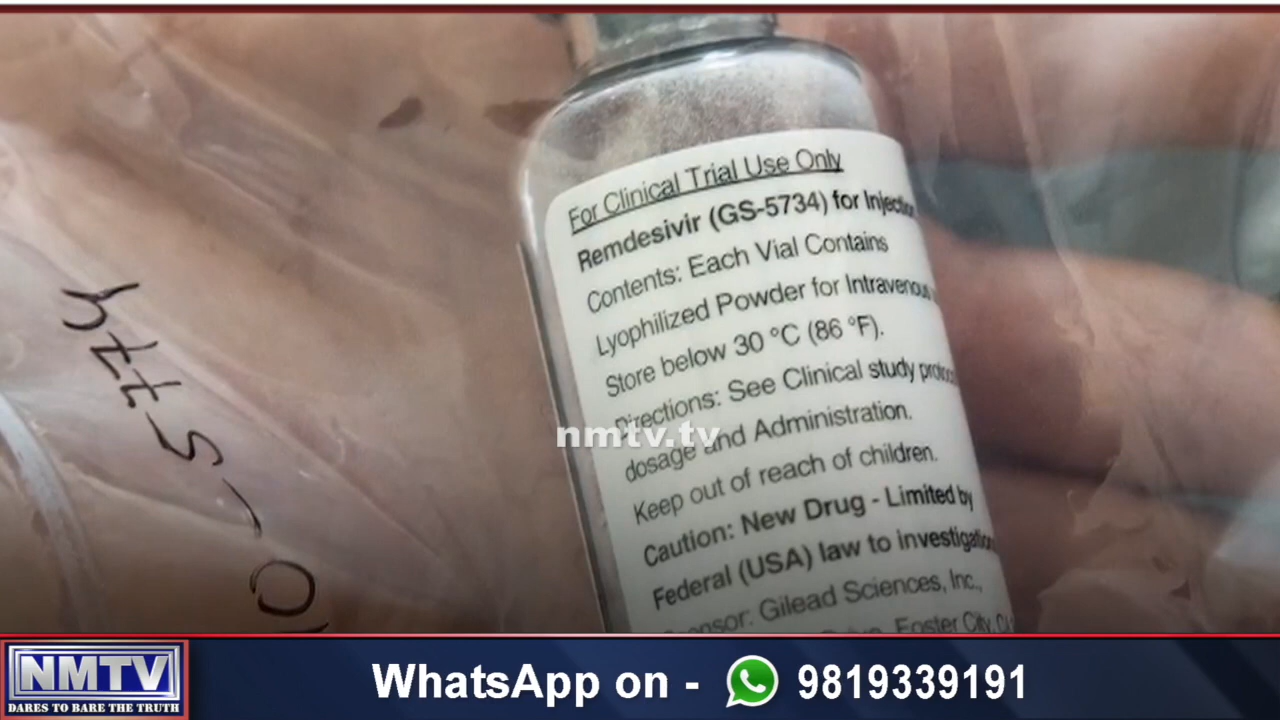 For Clinical Trial Use Only
Remdesivir (GS-5734) for Injection
Contents: Each Vial Contains
Lyophilized Powder for Intravenous
Store below 30 °C (86 °F).
Directions: See Clinical study
dosage and Administration.
Keep out of reach of children.
Caution: New Drug - Limited by
Federal (USA) law to
Gilead Sciences, Inc.,
Foster City,
nmtv.tv
NMTV
DARES TO BARE THE TRUTH
WhatsApp on - 9819339191